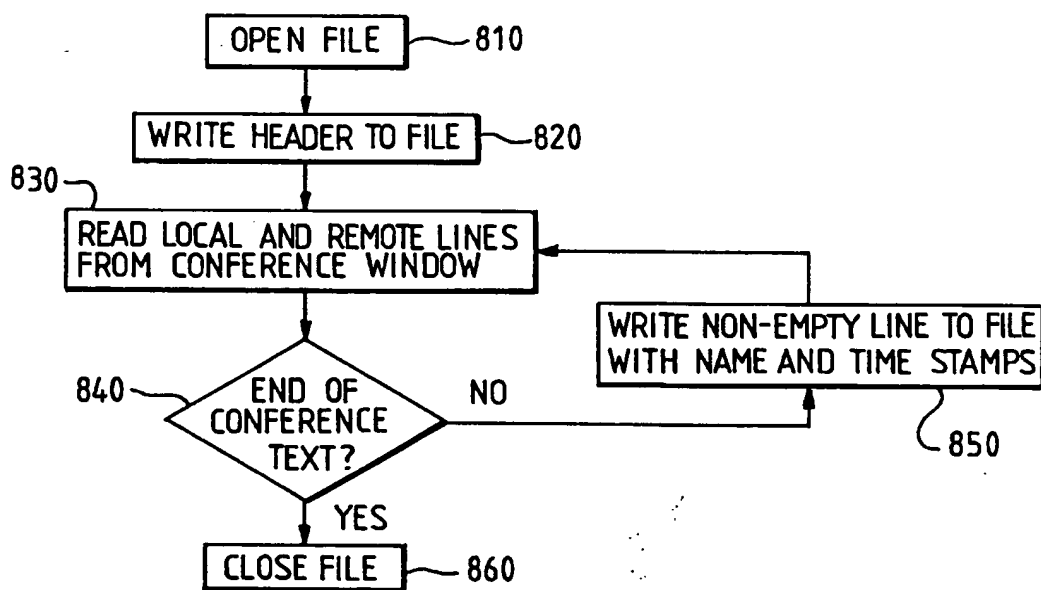 OPEN FILE
810
WRITE HEADER TO FILE
820
830
READ LOCAL AND REMOTE LINES
FROM CONFERENCE WINDOW
WRITE NON-EMPTY LINE TO FILE
WITH NAME AND TIME STAMPS
850
840
END OF
CONFERENCE
TEXT?
NO
YES
CLOSE FILE
860